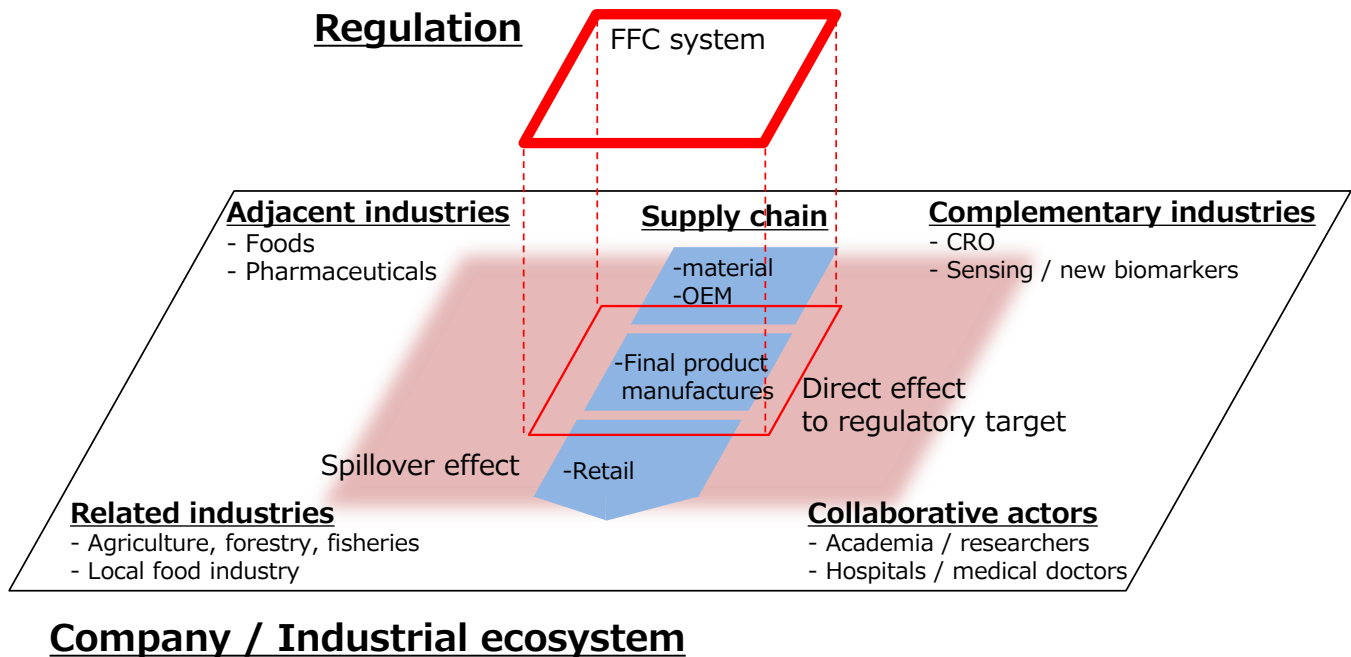 Regulation
FFC system
Adjacent industries
- Foods
- Pharmaceuticals
Supply chain
-material
-OEM
-Final product
manufactures
-Retail
Complementary industries
- CRO
- Sensing / new biomarkers
Direct effect
to regulatory target
Spillover effect
Related industries
- Agriculture, forestry, fisheries
- Local food industry
Collaborative actors
- Academia / researchers
- Hospitals / medical doctors
Company / Industrial ecosystem